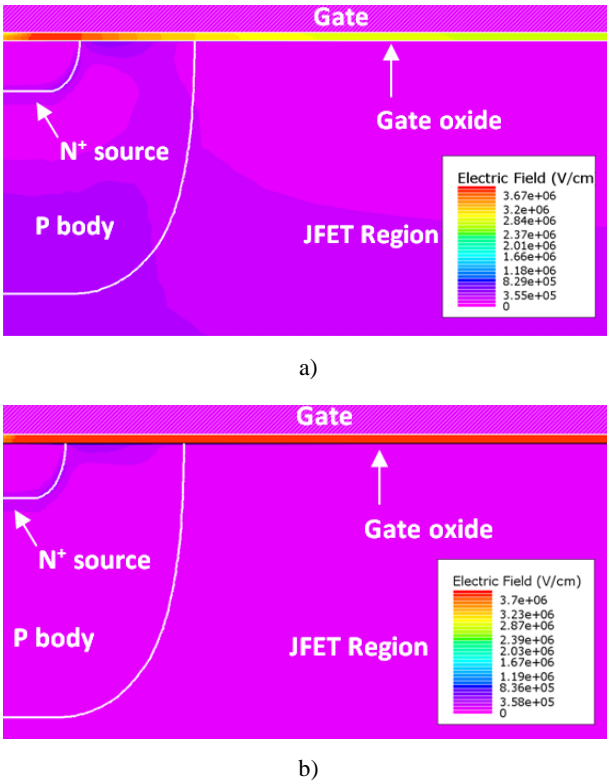 Gate
Gate oxide
N⁺ source
P body
JFET Region
Electric Field (V/cm
3.67e+06
3.2e+06
2.84e+06
2.37e+06
2.01e+06
1.66e+06
1.18e+06
8.29e+05
3.55e+05
0
a)
Gate
Gate oxide
N⁺ source
P body
JFET Region
Electric Field (V/cm)
3.7e+06
3.23e+06
2.87e+06
2.39e+06
2.03e+06
1.67e+06
1.19e+06
8.36e+05
3.58e+05
0
b)